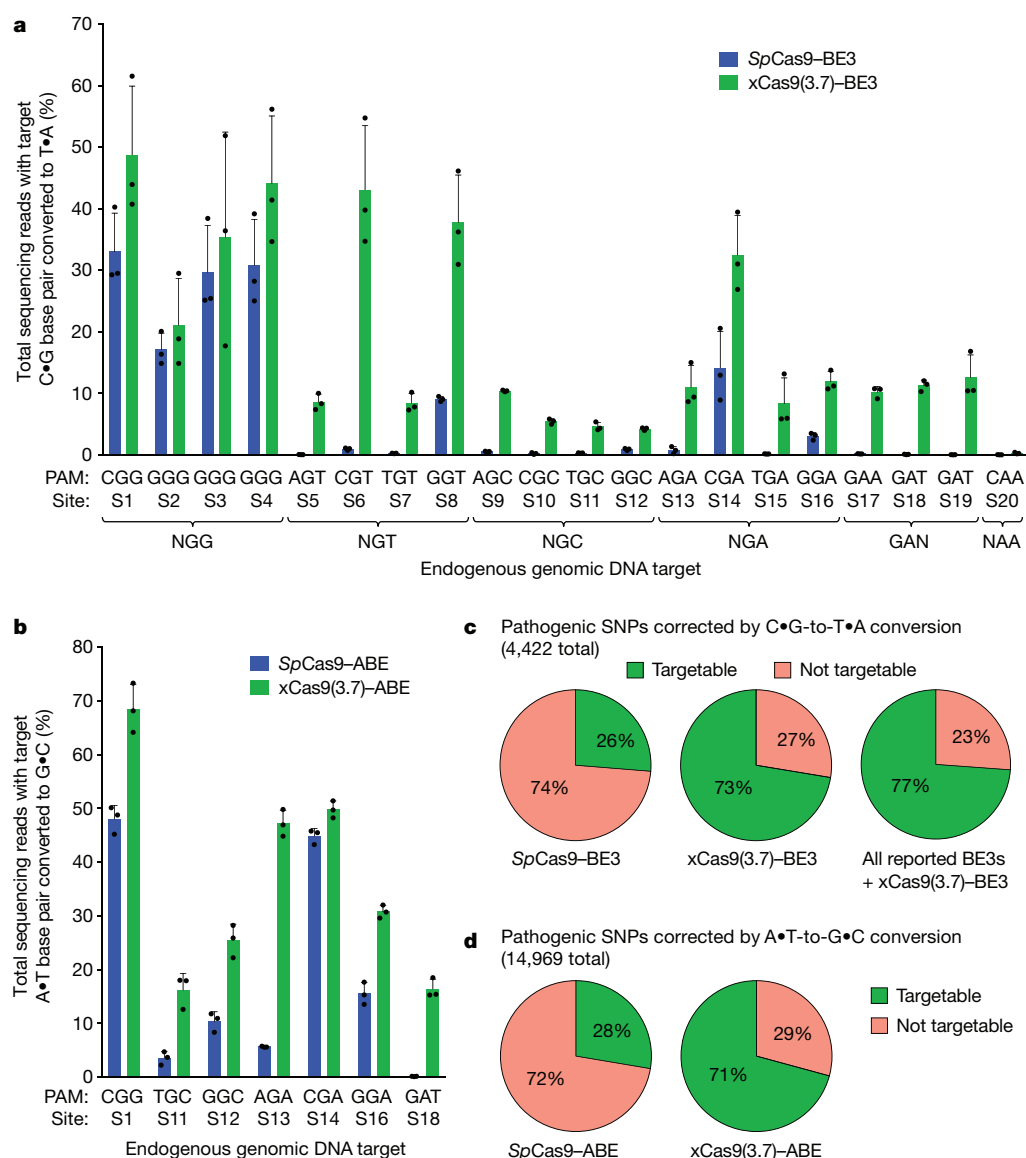 a
70
60
50
40
30
20
10
0
Total sequencing reads with target
C•G base pair converted to T•A (%)
SpCas9–BE3
xCas9(3.7)–BE3
PAM: CGG GGG GGG GGG AGT CGT TGT GGT AGC CGC TGC GGC AGA CGA TGA GGA GAA GAT GAT CAA
Site: S1 S2 S3 S4 S5 S6 S7 S8 S9 S10 S11 S12 S13 S14 S15 S16 S17 S18 S19 S20
NGG NGT NGC NGA GAN NAA
Endogenous genomic DNA target
b
80
70
60
50
40
30
20
10
0
Total sequencing reads with target
A•T base pair converted to G•C (%)
SpCas9–ABE
xCas9(3.7)–ABE
PAM: CGG TGC GGC AGA CGA GGA GAT
Site: S1 S11 S12 S13 S14 S16 S18
Endogenous genomic DNA target
c Pathogenic SNPs corrected by C•G-to-T•A conversion
(4,422 total)
Targetable Not targetable
26% 27% 23%
74% 73% 77%
SpCas9–BE3 xCas9(3.7)–BE3 All reported BE3s
+ xCas9(3.7)–BE3
d Pathogenic SNPs corrected by A•T-to-G•C conversion
(14,969 total)
Targetable
Not targetable
28% 29%
72% 71%
SpCas9–ABE xCas9(3.7)–ABE